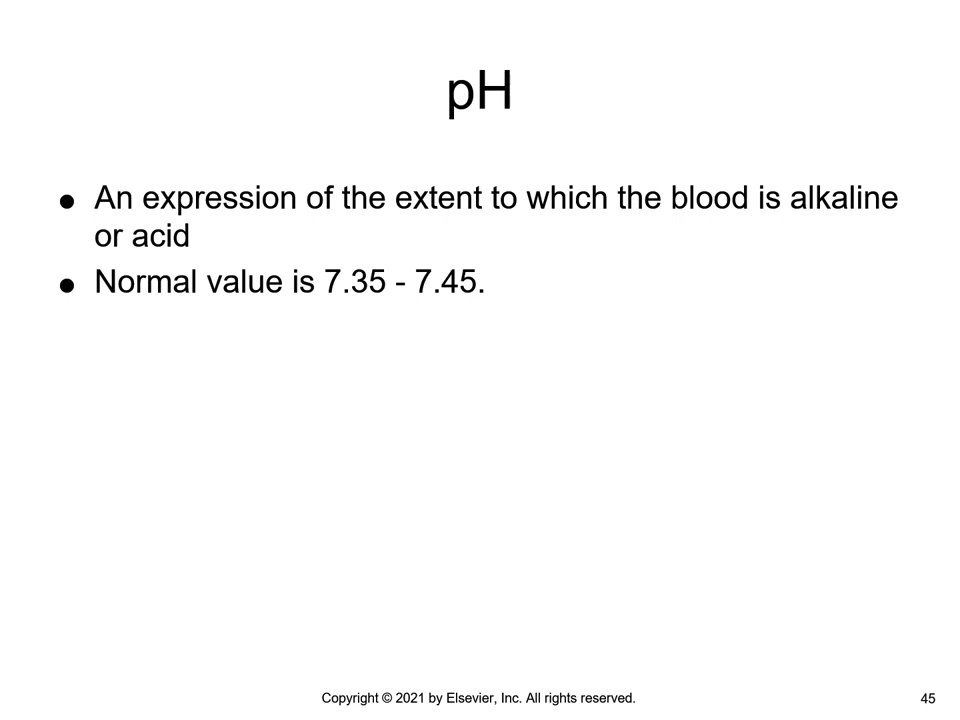 pH
● An expression of the extent to which the blood is alkaline
or acid
● Normal value is 7.35 - 7.45.
Copyright © 2021 by Elsevier, Inc. All rights reserved.
45